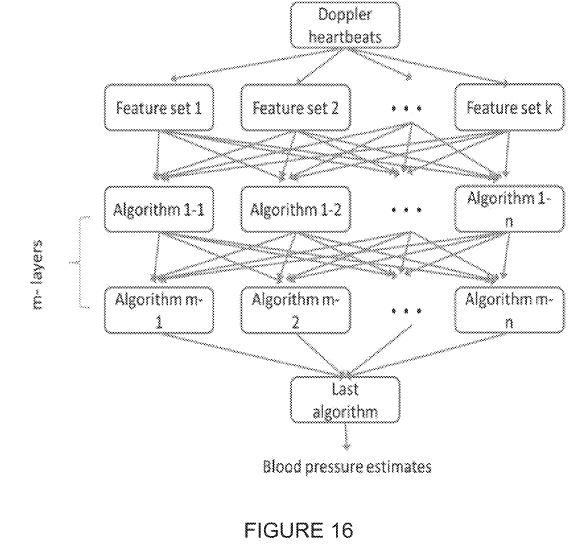 Doppler
heartbeats
Feature set 1
Feature set 2
• • •
Feature set k
Algorithm 1-1
Algorithm 1-2
• • •
Algorithm 1-
n
m- layers
Algorithm m-
1
Algorithm m-
2
• • •
Algorithm m-
n
Last
algorithm
Blood pressure estimates
FIGURE 16